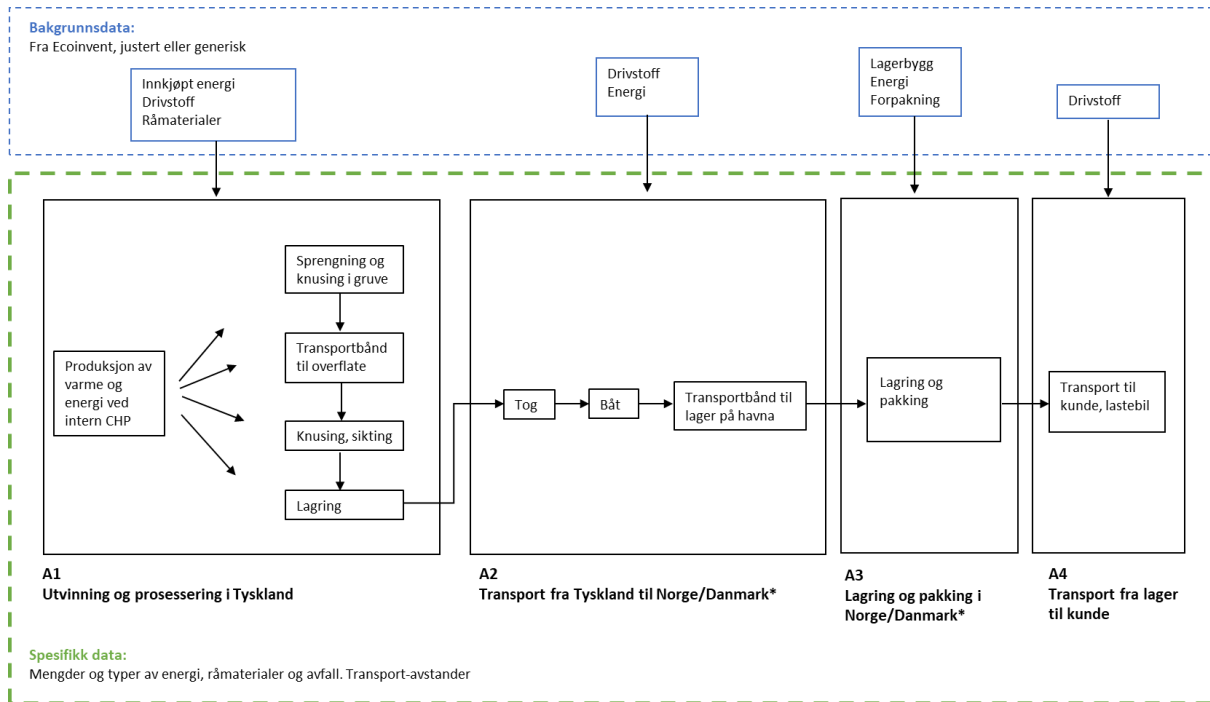 Bakgrunnsdata:
Fra Ecoinvent, justert eller generisk
Innkjøpt energi
Drivstoff
Råmaterialer
Drivstoff
Energi
Lagerbygg
Energi
Forpakning
Drivstoff
Produksjon av
varme og
energi ved
intern CHP
Sprengning og
knusing i gruve
Transportbånd
til overflate
Knusing, sikting
Lagring
Tog
Båt
Transportbånd til
lager på havna
Lagring og
pakking
Transport til
kunde, lastebil
A1
Utvinning og prosessering i Tyskland
A2
Transport fra Tyskland til Norge/Danmark*
A3
Lagring og pakking i
Norge/Danmark*
A4
Transport fra lager
til kunde
Spesifikk data:
Mengder og typer av energi, råmaterialer og avfall. Transport-avstander